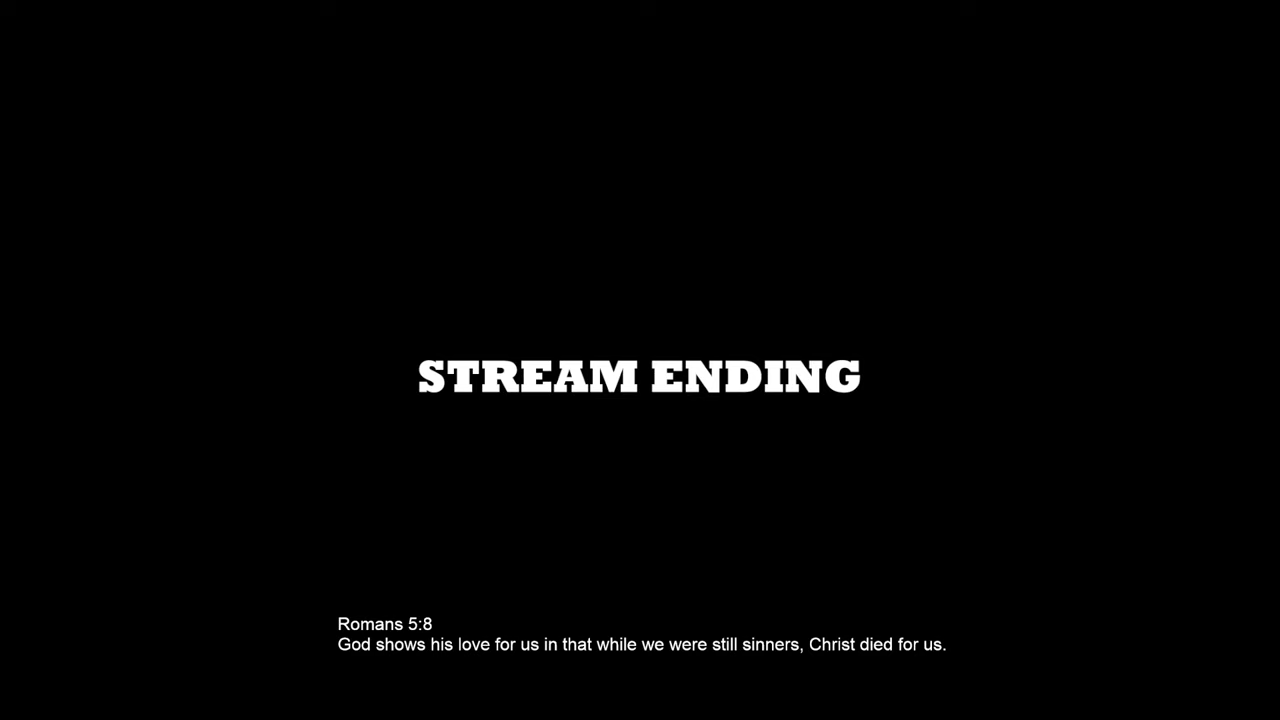 STREAM ENDING
Romans 5:8
God shows his love for us in that while we were still sinners, Christ died for us.